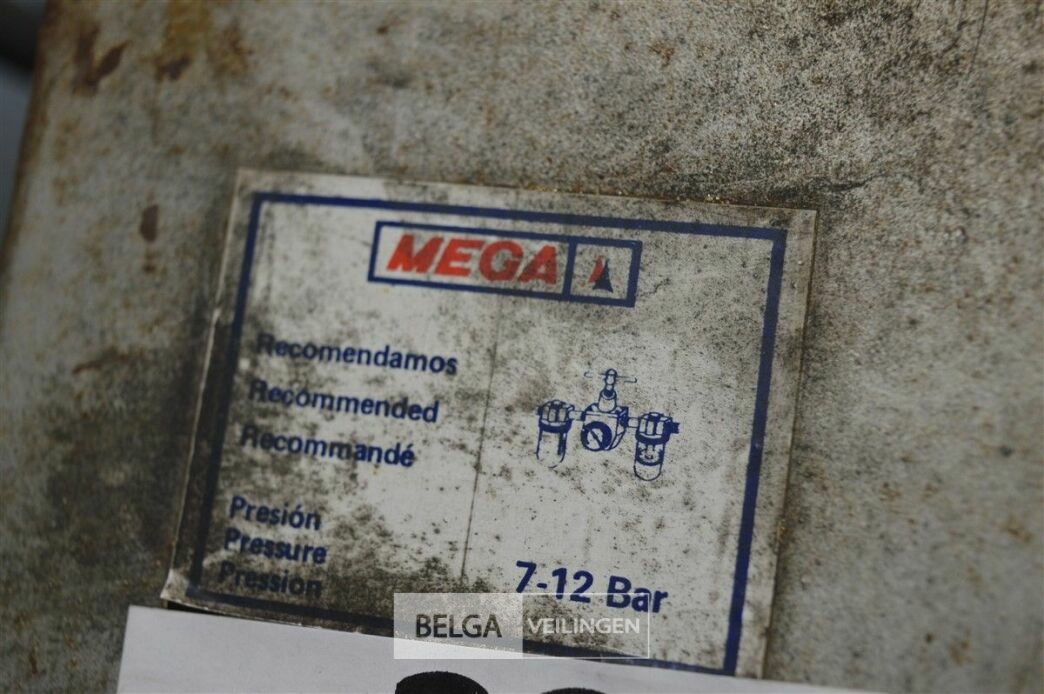 MEGA
Recomendamos
Recommended
Recommandé
Presión
Pressure
Pression
7-12 Bar
BELGA VEILINGEN